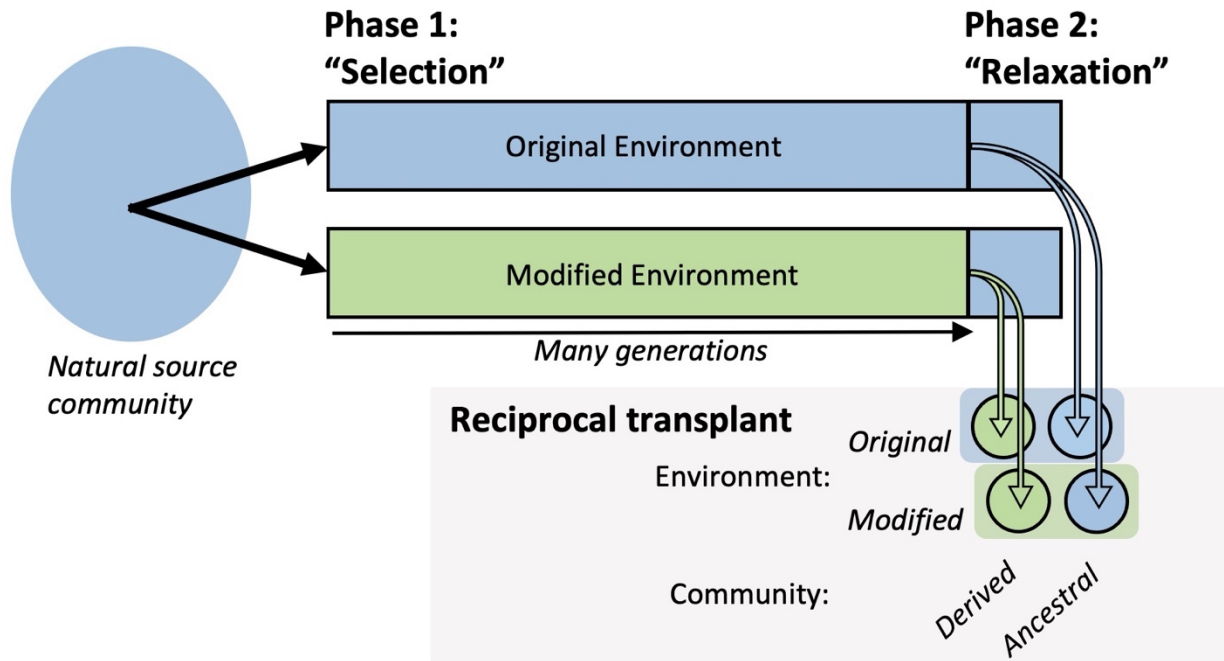 Phase 1:
“Selection”
Phase 2:
“Relaxation”
Original Environment
Modified Environment
Many generations
Natural source
community
Reciprocal transplant
Original
Environment:
Modified
Community:
Derived
Ancestral